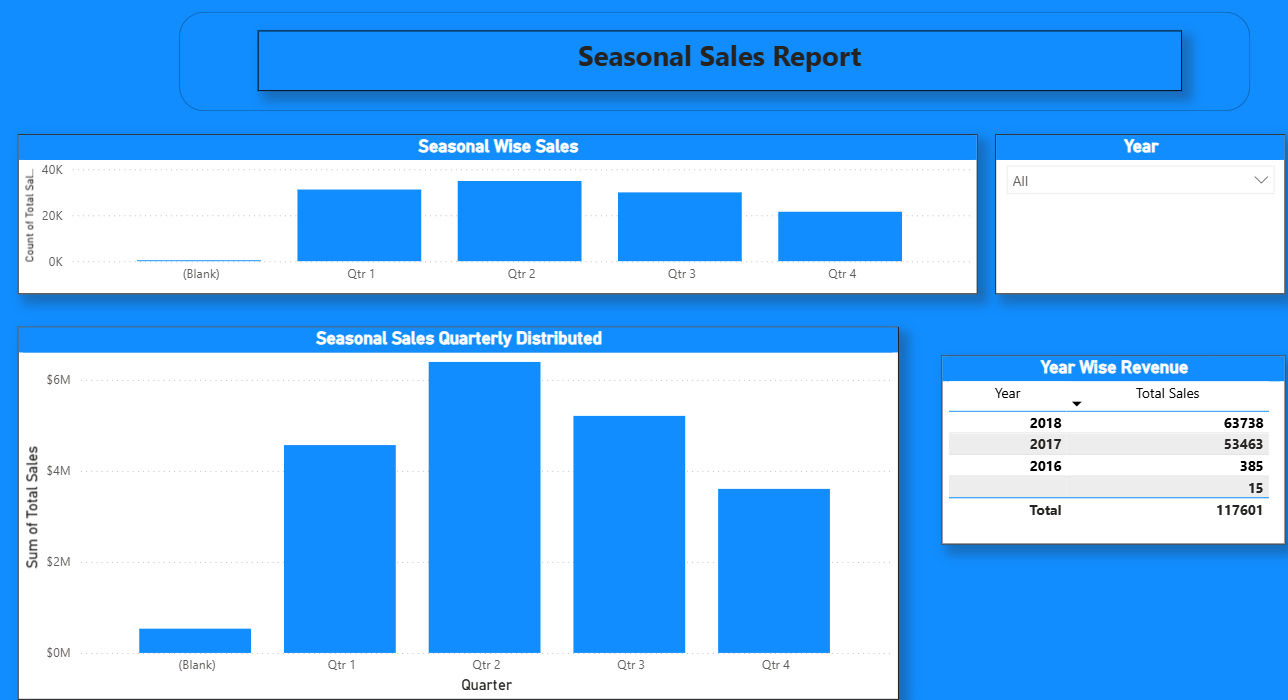 Seasonal Sales Report
Seasonal Wise Sales
Count of Total Sal...
40K
20K
0K
(Blank) Qtr 1 Qtr 2 Qtr 3 Qtr 4
Year
All
Seasonal Sales Quarterly Distributed
Sum of Total Sales
$6M
$4M
$2M
$0M
(Blank) Qtr 1 Qtr 2 Qtr 3 Qtr 4
Quarter
Year Wise Revenue
Year Total Sales
2018 63738
2017 53463
2016 385
15
Total 117601